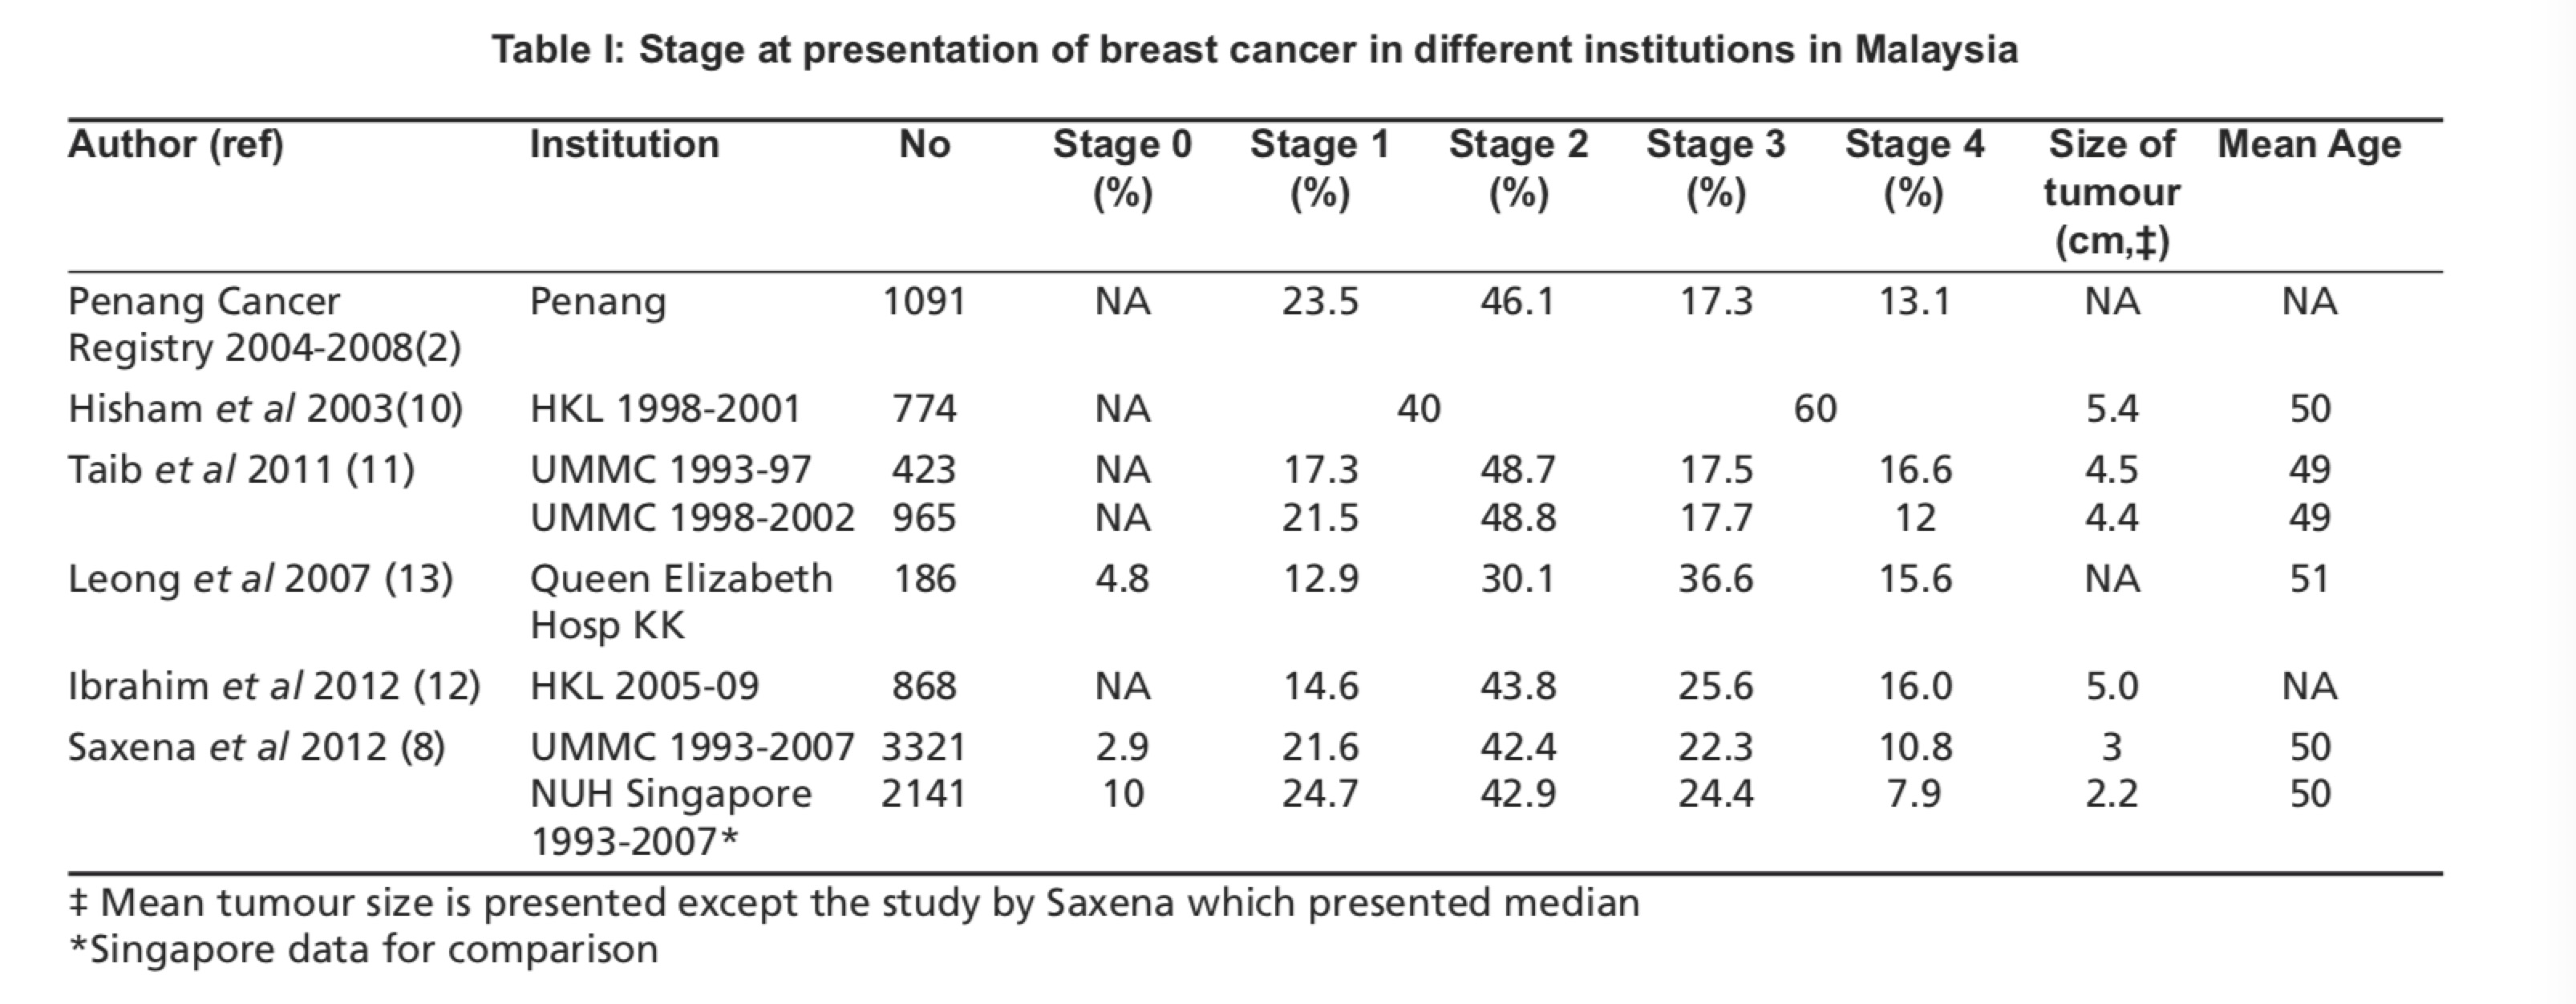 Table I: Stage at presentation of breast cancer in different institutions in Malaysia
Author (ref) Institution No Stage 0 Stage 1 Stage 2 Stage 3 Stage 4 Size of Mean Age
(%) (%) (%) (%) (%) tumour
(cm,‡)
Penang Cancer Penang 1091 NA 23.5 46.1 17.3 13.1 NA NA
Registry 2004-2008(2)
Hisham et al 2003(10) HKL 1998-2001 774 NA 40 60 5.4 50
Taib et al 2011 (11) UMMC 1993-97 423 NA 17.3 48.7 17.5 16.6 4.5 49
UMMC 1998-2002 965 NA 21.5 48.8 17.7 12 4.4 49
Leong et al 2007 (13) Queen Elizabeth 186 4.8 12.9 30.1 36.6 15.6 NA 51
Hosp KK
Ibrahim et al 2012 (12) HKL 2005-09 868 NA 14.6 43.8 25.6 16.0 5.0 NA
Saxena et al 2012 (8) UMMC 1993-2007 3321 2.9 21.6 42.4 22.3 10.8 3 50
NUH Singapore 2141 10 24.7 42.9 24.4 7.9 2.2 50
1993-2007*
‡ Mean tumour size is presented except the study by Saxena which presented median
*Singapore data for comparison